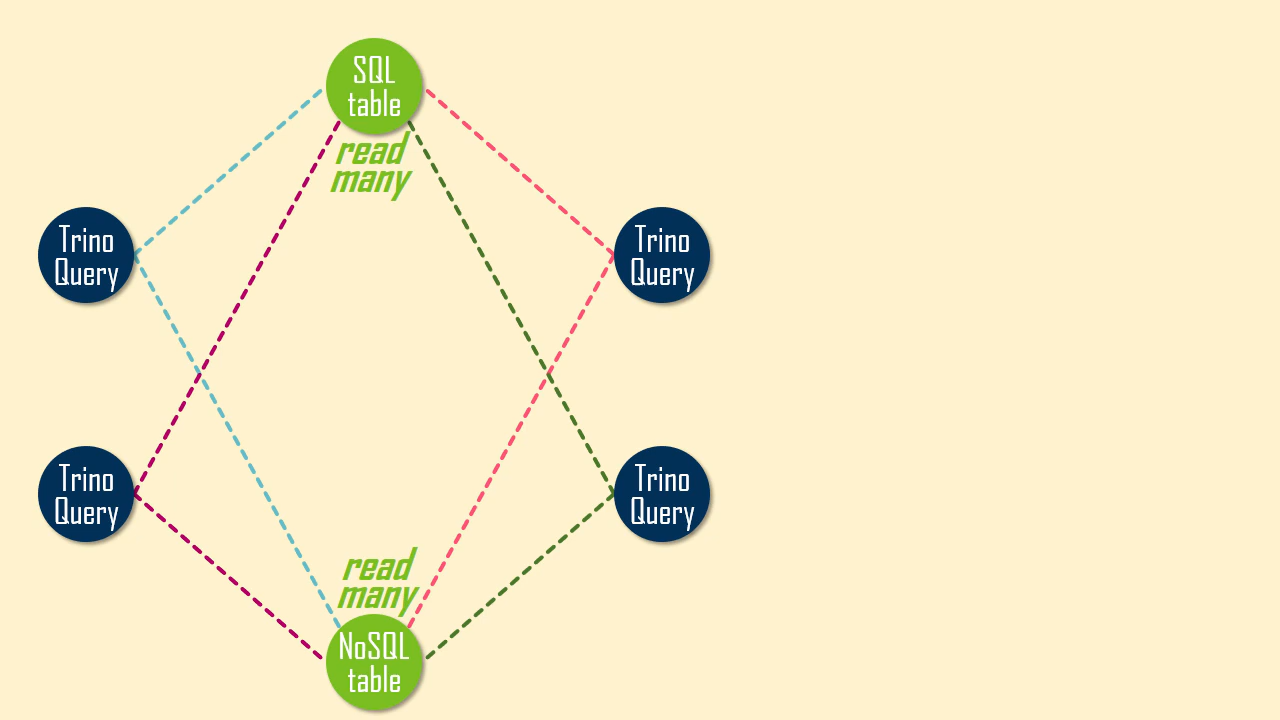 SQL
table
read
many
Trino
Query
Trino
Query
Trino
Query
Trino
Query
read
many
NoSQL
table